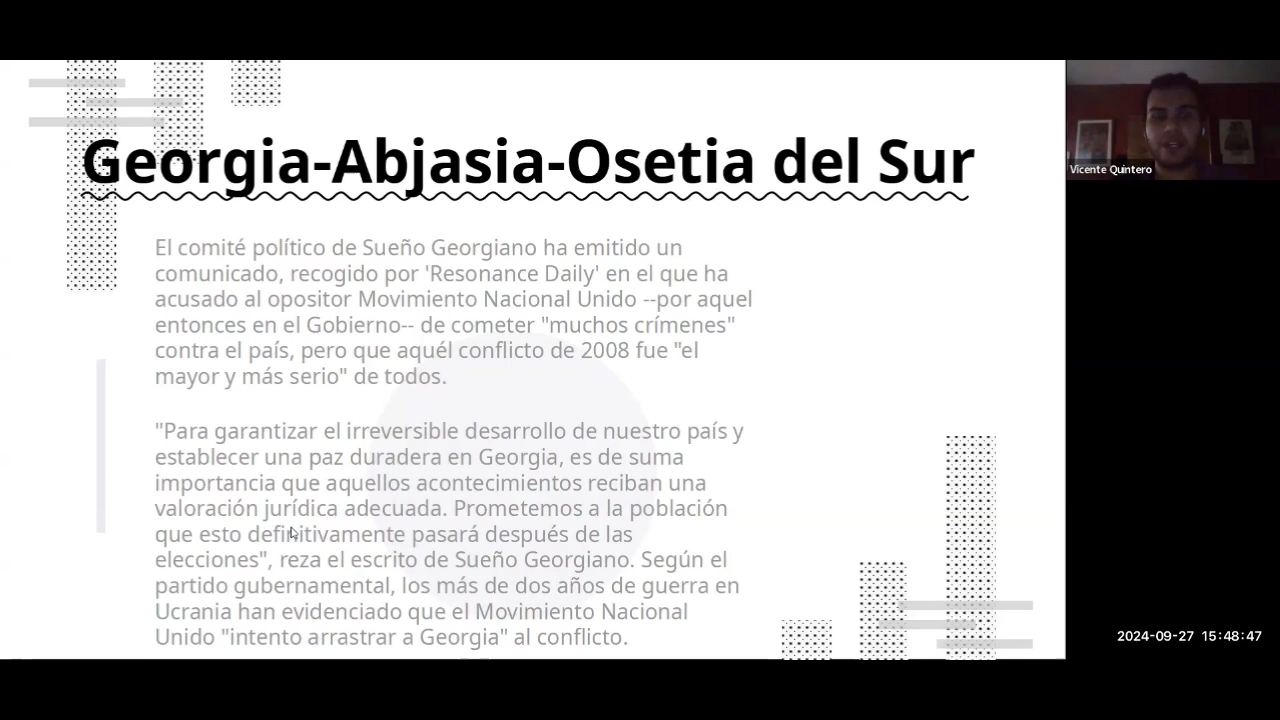 Georgia-Abjasia-Osetia del Sur
El comité político de Sueño Georgiano ha emitido un
comunicado, recogido por 'Resonance Daily' en el que ha
acusado al opositor Movimiento Nacional Unido --por aquel
entonces en el Gobierno-- de cometer "muchos crímenes"
contra el país, pero que aquél conflicto de 2008 fue "el
mayor y más serio" de todos.
"Para garantizar el irreversible desarrollo de nuestro país y
establecer una paz duradera en Georgia, es de suma
importancia que aquellos acontecimientos reciban una
valoración jurídica adecuada. Prometemos a la población
que esto definitivamente pasará después de las
elecciones", reza el escrito de Sueño Georgiano. Según el
partido gubernamental, los más de dos años de guerra en
Ucrania han evidenciado que el Movimiento Nacional
Unido "intento arrastrar a Georgia" al conflicto.
Vicente Quintero
2024-09-27 15:48:47